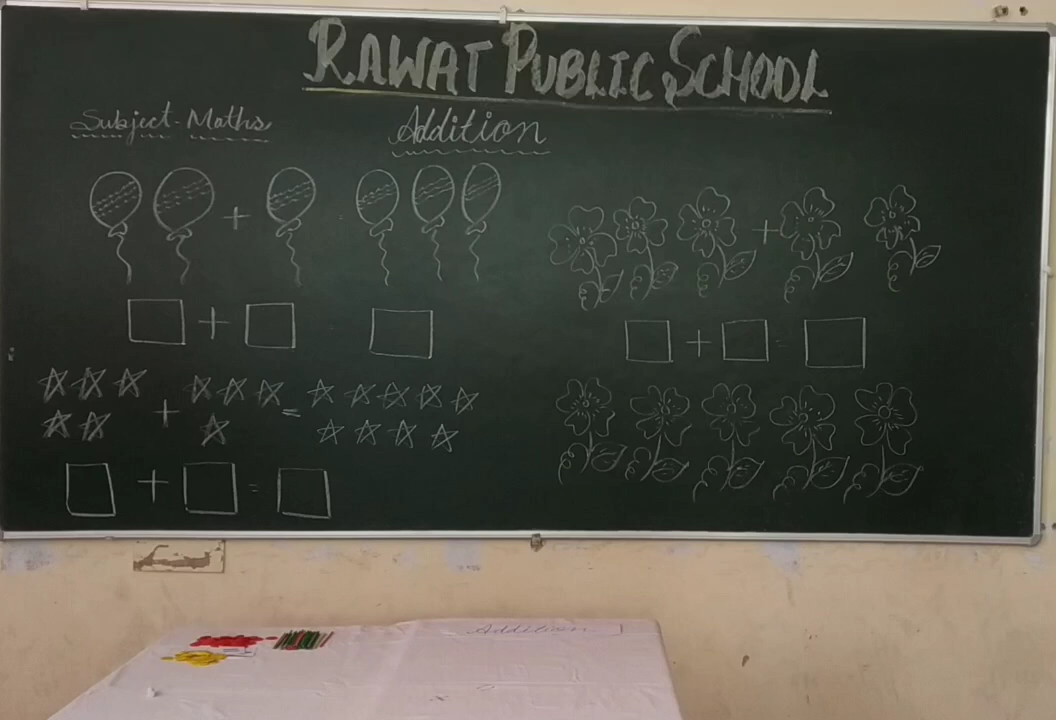 RAWAT PUBLIC SCHOOL
Subject-Maths
Addition
+ =
+
+ =
+ =
+
+ =
Addition